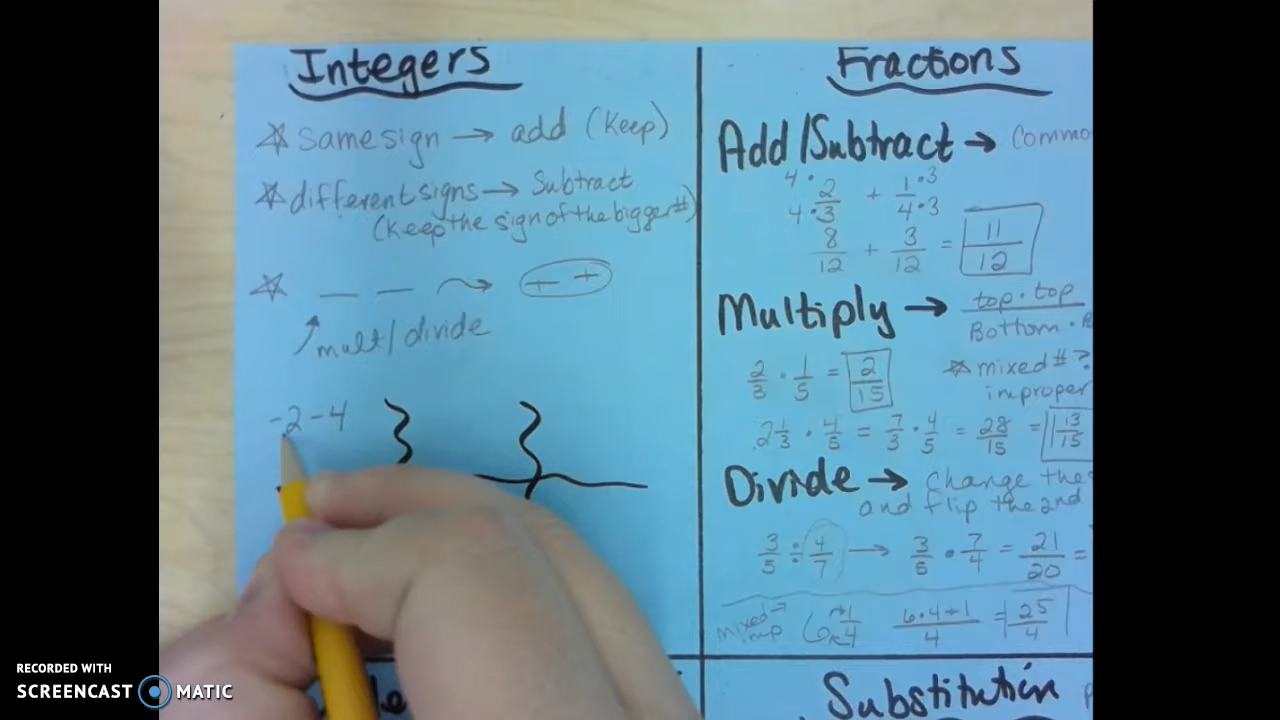 Integers
☆ same sign → add (Keep)
☆ different signs → Subtract
(Keep the sign of the bigger #)
☆ — — → + +
mult/divide
-2-4
Fractions
Add/Subtract →
4· 2/3 + 1/4 ·3
4· ·3
8/12 + 3/12 = 11/12
Multiply → top · top
Bottom ·
2/3 · 1/5 = 2/15
☆ mixed #?
improper
2 1/3 · 4/5 = 7/3 · 4/5 = 28/15 = 1 13/15
Divide → change the
and flip the 2nd
3/5 ÷ 4/7 → 3/5 · 7/4 = 21/20 =
mixed →
imp
6 1/4 6·4+1/4 = 25/4
Substitution
RECORDED WITH
SCREENCAST MATIC